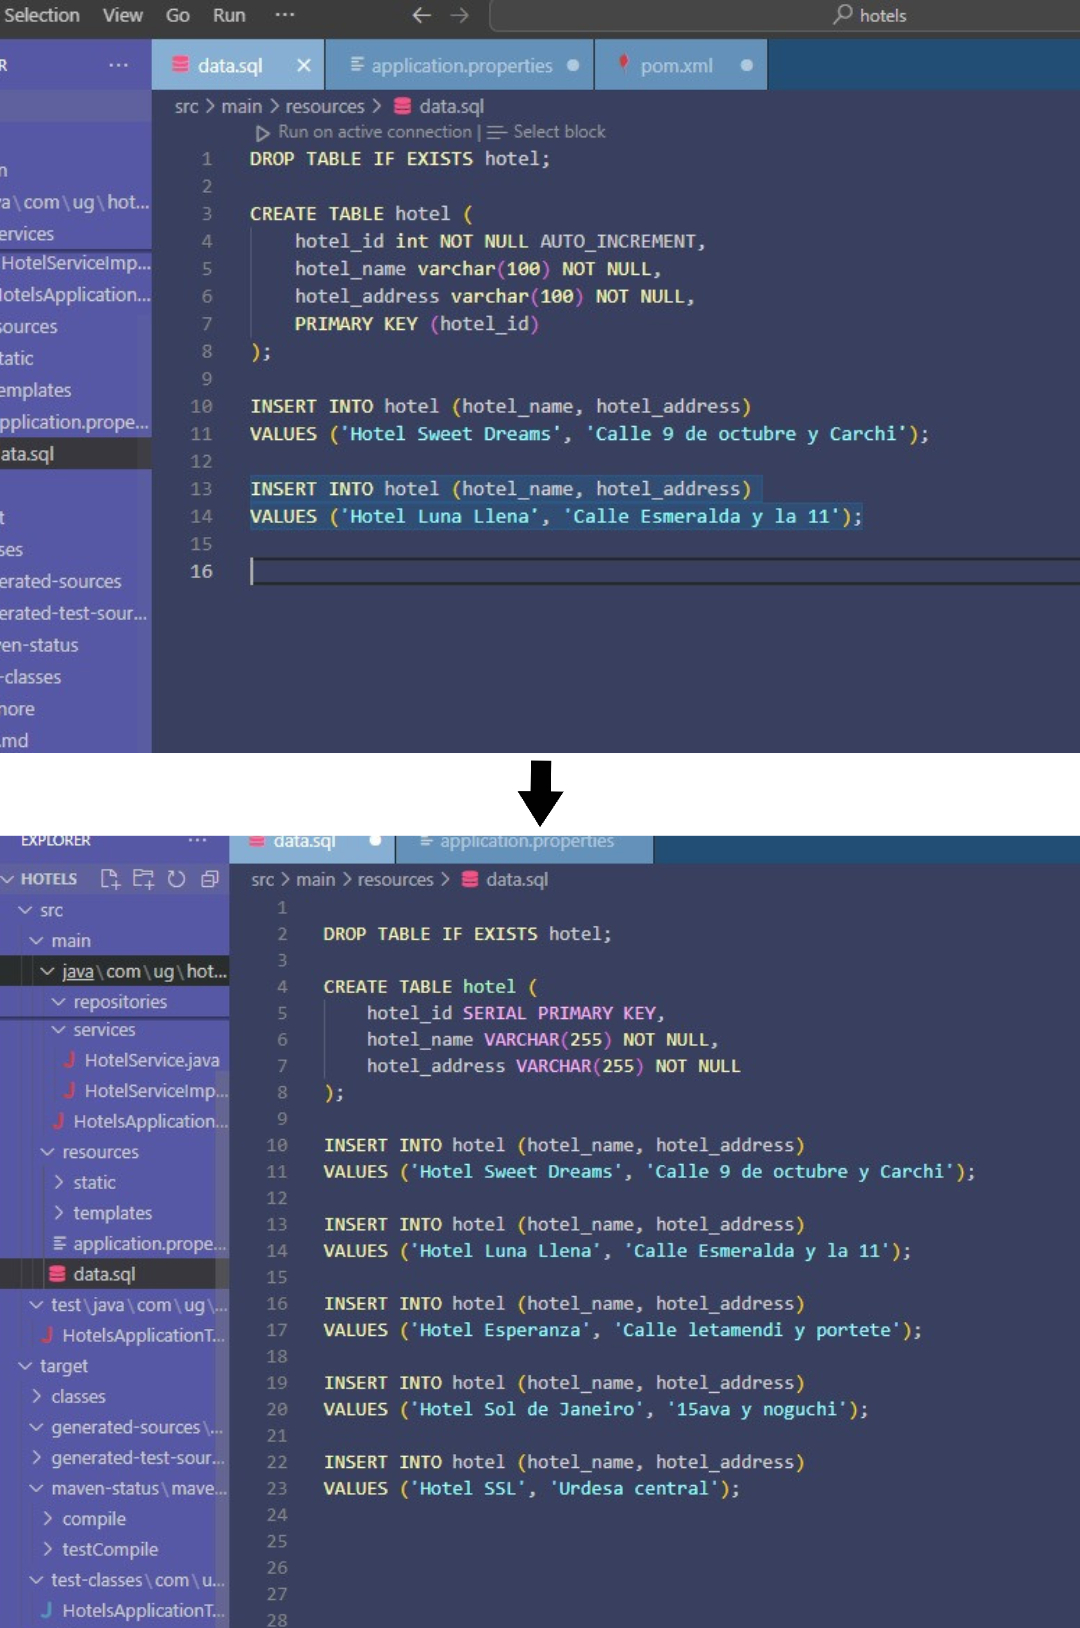 Selection View Go Run ··· ← → hotels
R ··· data.sql × application.properties ● pom.xml ●
src > main > resources > data.sql
Run on active connection | Select block
1 DROP TABLE IF EXISTS hotel;
2
a\com\ug\hot...
3 CREATE TABLE hotel (
ervices
4 hotel_id int NOT NULL AUTO_INCREMENT,
HotelServiceImp...
5 hotel_name varchar(100) NOT NULL,
lotelsApplication...
6 hotel_address varchar(100) NOT NULL,
sources
7 PRIMARY KEY (hotel_id)
tatic
8 );
emplates
9
10 INSERT INTO hotel (hotel_name, hotel_address)
pplication.prope...
11 VALUES ('Hotel Sweet Dreams', 'Calle 9 de octubre y Carchi');
ata.sql
12
13 INSERT INTO hotel (hotel_name, hotel_address)
t
14 VALUES ('Hotel Luna Llena', 'Calle Esmeralda y la 11');
ses
15
16
erated-sources
erated-test-sour...
en-status
-classes
more
.md
EXPLORER ··· data.sql ● application.properties
HOTELS src > main > resources > data.sql
src
1
main
2 DROP TABLE IF EXISTS hotel;
java\com\ug\hot...
3
repositories
4 CREATE TABLE hotel (
services
5 hotel_id SERIAL PRIMARY KEY,
J HotelService.java
6 hotel_name VARCHAR(255) NOT NULL,
J HotelServiceImp...
7 hotel_address VARCHAR(255) NOT NULL
J HotelsApplication...
8 );
resources
9
static
10 INSERT INTO hotel (hotel_name, hotel_address)
templates
11 VALUES ('Hotel Sweet Dreams', 'Calle 9 de octubre y Carchi');
application.prope...
12
data.sql
13 INSERT INTO hotel (hotel_name, hotel_address)
test\java\com\ug\...
14 VALUES ('Hotel Luna Llena', 'Calle Esmeralda y la 11');
J HotelsApplicationT...
15
target
16 INSERT INTO hotel (hotel_name, hotel_address)
classes
17 VALUES ('Hotel Esperanza', 'Calle letamendi y portete');
generated-sources\...
18
generated-test-sour...
19 INSERT INTO hotel (hotel_name, hotel_address)
maven-status\mave...
20 VALUES ('Hotel Sol de Janeiro', '15ava y noguchi');
compile
21
testCompile
22 INSERT INTO hotel (hotel_name, hotel_address)
test-classes\com\u...
23 VALUES ('Hotel SSL', 'Urdesa central');
J HotelsApplicationT...
24
25
26
27
28